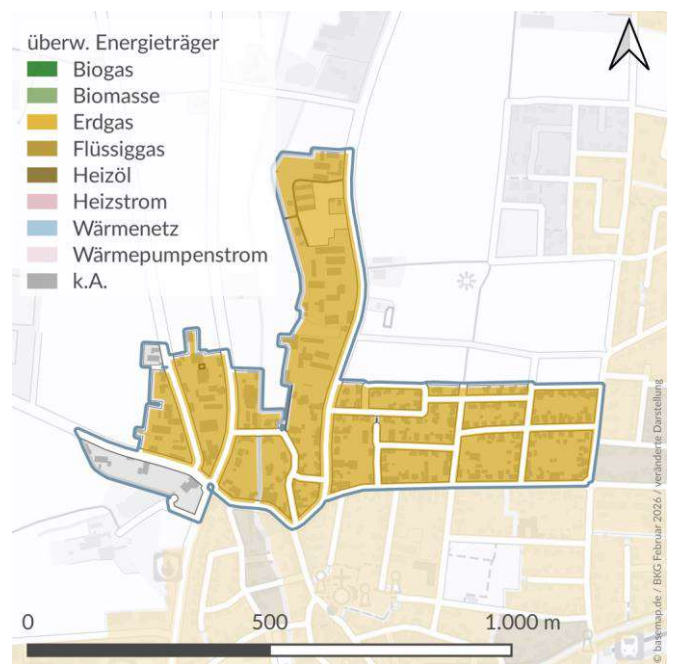 überw. Energieträger
Biogas
Biomasse
Erdgas
Flüssiggas
Heizöl
Heizstrom
Wärmenetz
Wärmepumpenstrom
k.A.
© basemap.de / BKG Februar 2026 / veränderte Darstellung
0 500 1.000 m